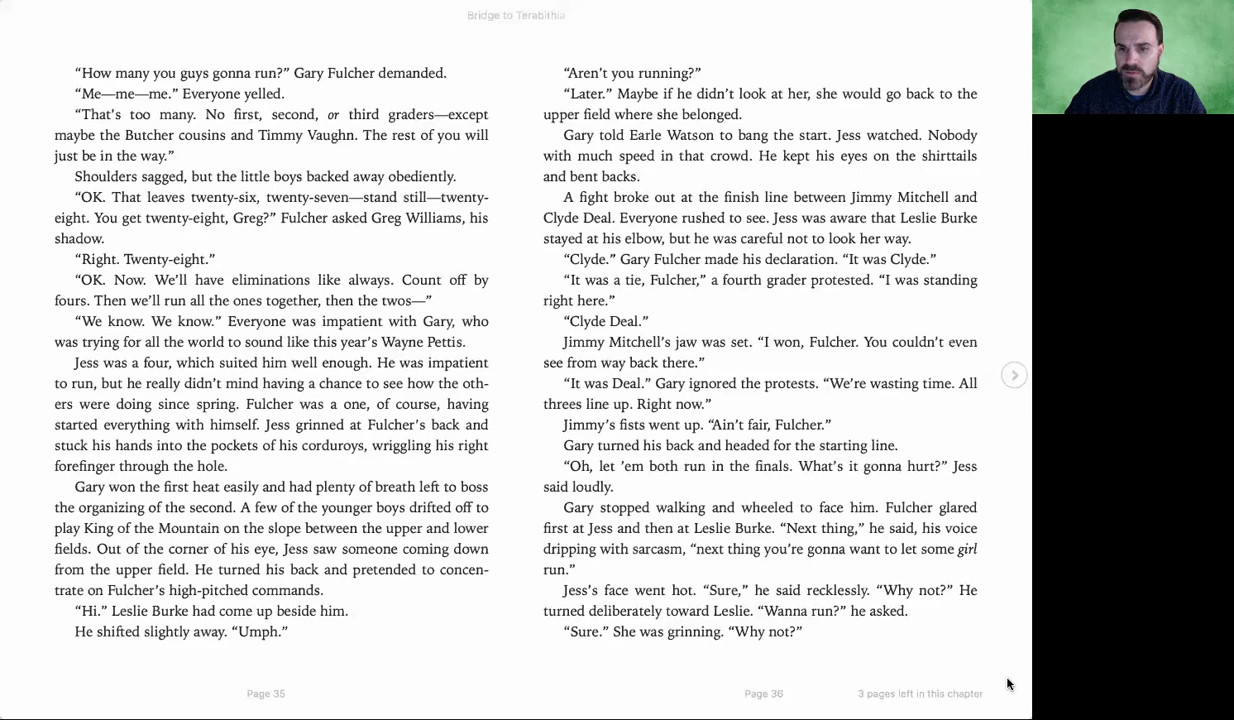 Bridge to Terabithia
“How many you guys gonna run?” Gary Fulcher demanded.
“Me—me—me.” Everyone yelled.
“That’s too many. No first, second, or third graders—except
maybe the Butcher cousins and Timmy Vaughn. The rest of you will
just be in the way.”
Shoulders sagged, but the little boys backed away obediently.
“OK. That leaves twenty-six, twenty-seven—stand still—twenty-
eight. You get twenty-eight, Greg?” Fulcher asked Greg Williams, his
shadow.
“Right. Twenty-eight.”
“OK. Now. We’ll have eliminations like always. Count off by
fours. Then we’ll run all the ones together, then the twos—”
“We know. We know.” Everyone was impatient with Gary, who
was trying for all the world to sound like this year’s Wayne Pettis.
Jess was a four, which suited him well enough. He was impatient
to run, but he really didn’t mind having a chance to see how the oth-
ers were doing since spring. Fulcher was a one, of course, having
started everything with himself. Jess grinned at Fulcher’s back and
stuck his hands into the pockets of his corduroys, wriggling his right
forefinger through the hole.
Gary won the first heat easily and had plenty of breath left to boss
the organizing of the second. A few of the younger boys drifted off to
play King of the Mountain on the slope between the upper and lower
fields. Out of the corner of his eye, Jess saw someone coming down
from the upper field. He turned his back and pretended to concen-
trate on Fulcher’s high-pitched commands.
“Hi.” Leslie Burke had come up beside him.
He shifted slightly away. “Umph.”
“Aren’t you running?”
“Later.” Maybe if he didn’t look at her, she would go back to the
upper field where she belonged.
Gary told Earle Watson to bang the start. Jess watched. Nobody
with much speed in that crowd. He kept his eyes on the shirttails
and bent backs.
A fight broke out at the finish line between Jimmy Mitchell and
Clyde Deal. Everyone rushed to see. Jess was aware that Leslie Burke
stayed at his elbow, but he was careful not to look her way.
“Clyde.” Gary Fulcher made his declaration. “It was Clyde.”
“It was a tie, Fulcher,” a fourth grader protested. “I was standing
right here.”
“Clyde Deal.”
Jimmy Mitchell’s jaw was set. “I won, Fulcher. You couldn’t even
see from way back there.”
“It was Deal.” Gary ignored the protests. “We’re wasting time. All
threes line up. Right now.”
Jimmy’s fists went up. “Ain’t fair, Fulcher.”
Gary turned his back and headed for the starting line.
“Oh, let ’em both run in the finals. What’s it gonna hurt?” Jess
said loudly.
Gary stopped walking and wheeled to face him. Fulcher glared
first at Jess and then at Leslie Burke. “Next thing,” he said, his voice
dripping with sarcasm, “next thing you’re gonna want to let some girl
run.”
Jess’s face went hot. “Sure,” he said recklessly. “Why not?” He
turned deliberately toward Leslie. “Wanna run?” he asked.
“Sure.” She was grinning. “Why not?”
Page 35
Page 36
3 pages left in this chapter